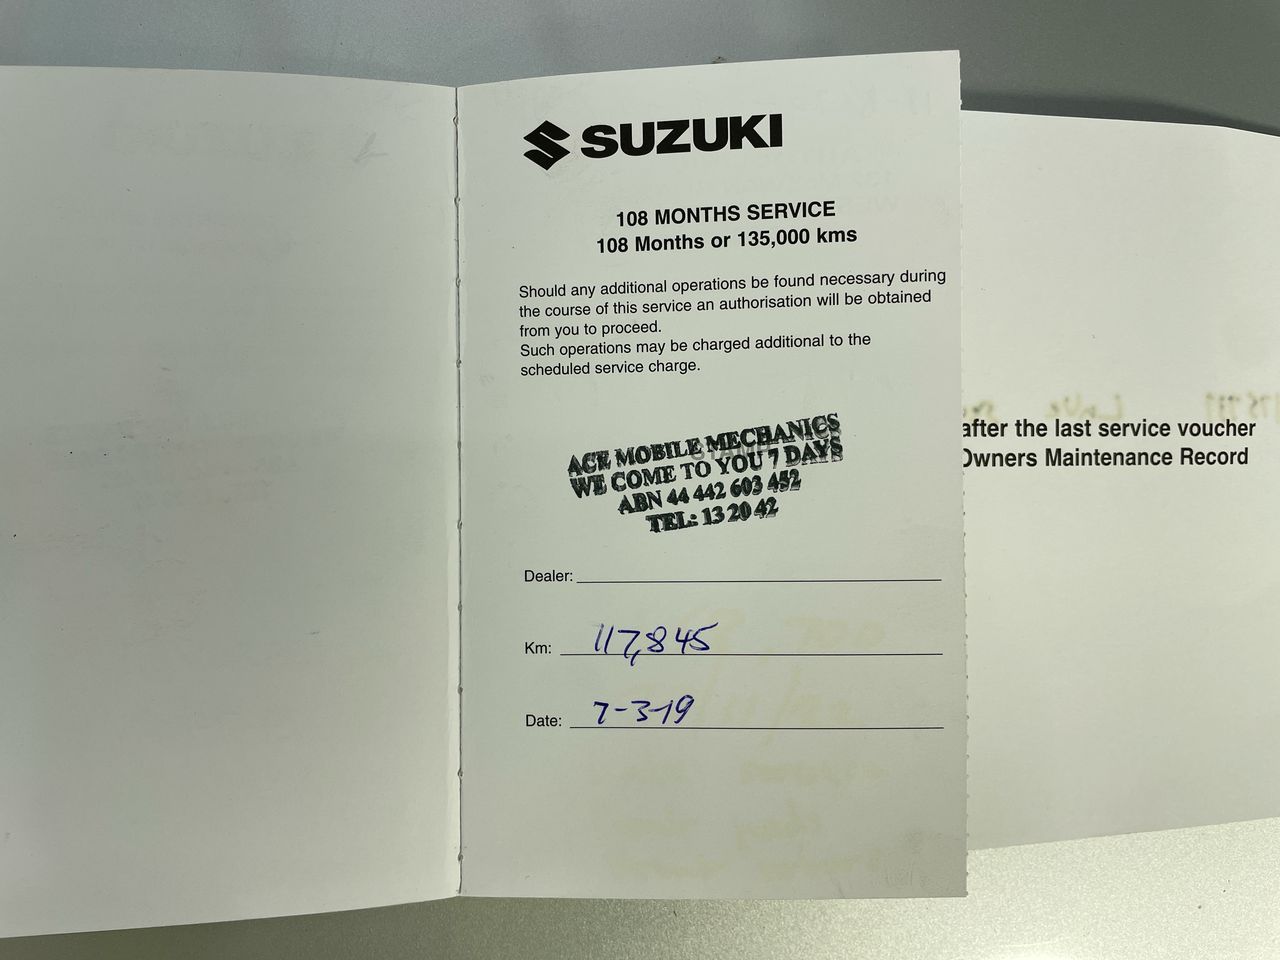 SUZUKI
108 MONTHS SERVICE
108 Months or 135,000 kms
Should any additional operations be found necessary during
the course of this service an authorisation will be obtained
from you to proceed.
Such operations may be charged additional to the
scheduled service charge.
ACE MOBILE MECHANICS
WE COME TO YOU 7 DAYS
ABN 44 442 603 452
TEL: 13 20 42
Dealer:
Km: 117,845
Date: 7-3-19
after the last service voucher
Owners Maintenance Record